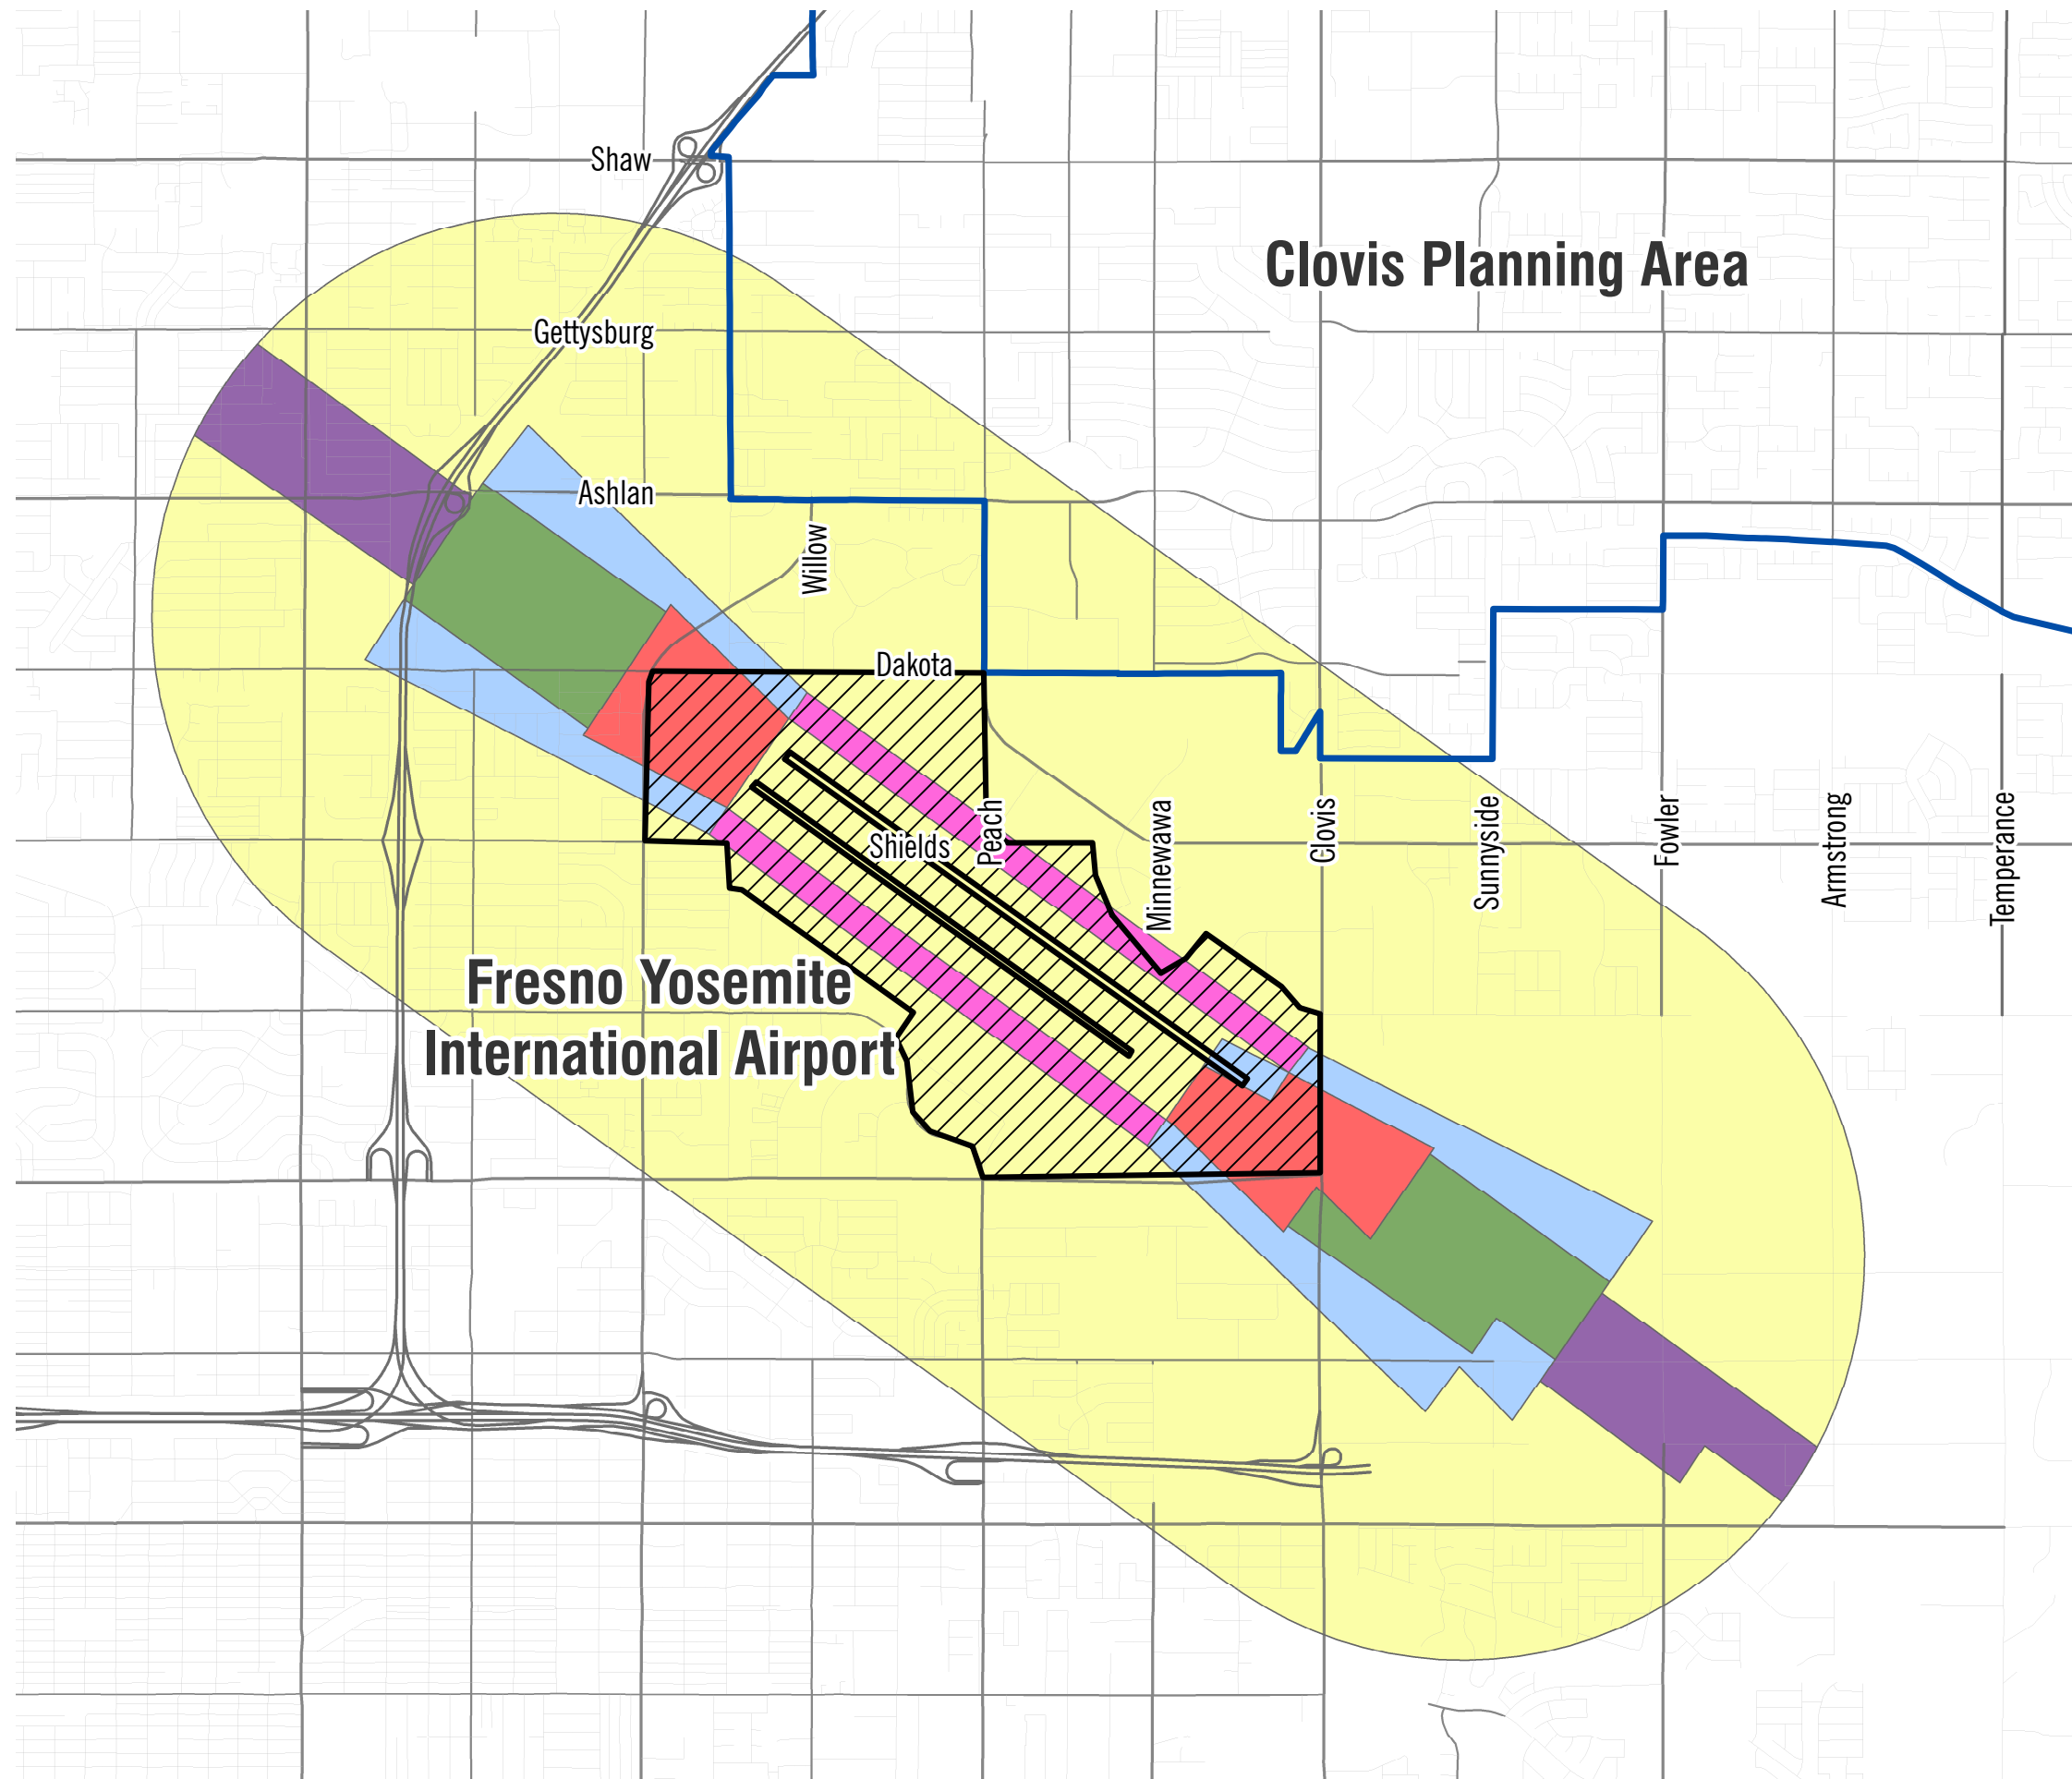 Shaw
Clovis Planning Area
Gettysburg
Ashlan
Willow
Dakota
Shields
Peach
Minnewawa
Clovis
Sunnyside
Fowler
Armstrong
Temperance
Fresno Yosemite
International Airport